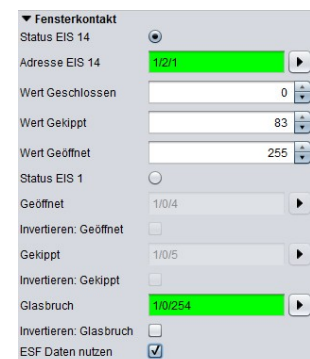 Fensterkontakt
Status EIS 14
Adresse EIS 14 1/2/1
Wert Geschlossen 0
Wert Gekippt 83
Wert Geöffnet 255
Status EIS 1
Geöffnet 1/0/4
Invertieren: Geöffnet
Gekippt 1/0/5
Invertieren: Gekippt
Glasbruch 1/0/254
Invertieren: Glasbruch
ESF Daten nutzen